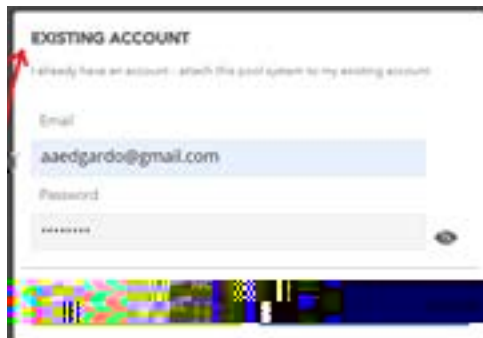 EXISTING ACCOUNT
I already have an account - attach this pool system to my existing account
Email
aaedgardo@gmail.com
Password